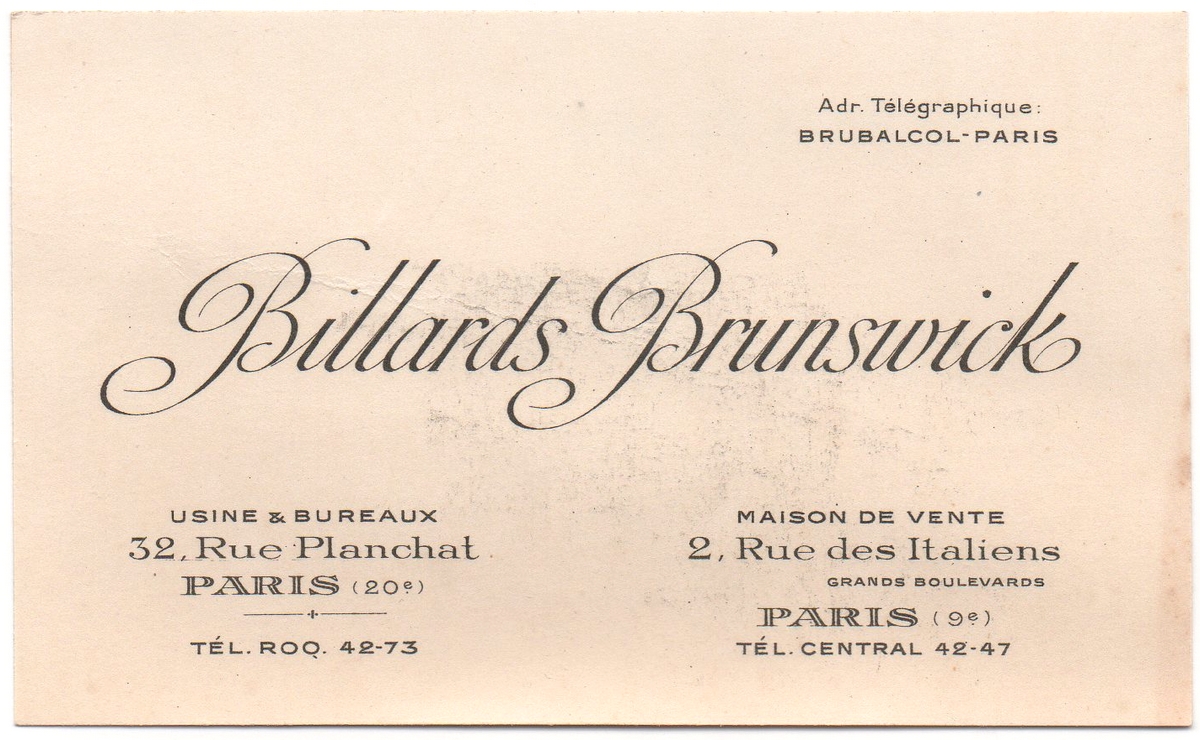 Adr. Télégraphique:
BRUBALCOL-PARIS
Billards Brunswick
USINE & BUREAUX
32, Rue Planchat
PARIS (20e)
TÉL. ROQ. 42-73
MAISON DE VENTE
2, Rue des Italiens
GRANDS BOULEVARDS
PARIS (9e)
TÉL. CENTRAL 42-47